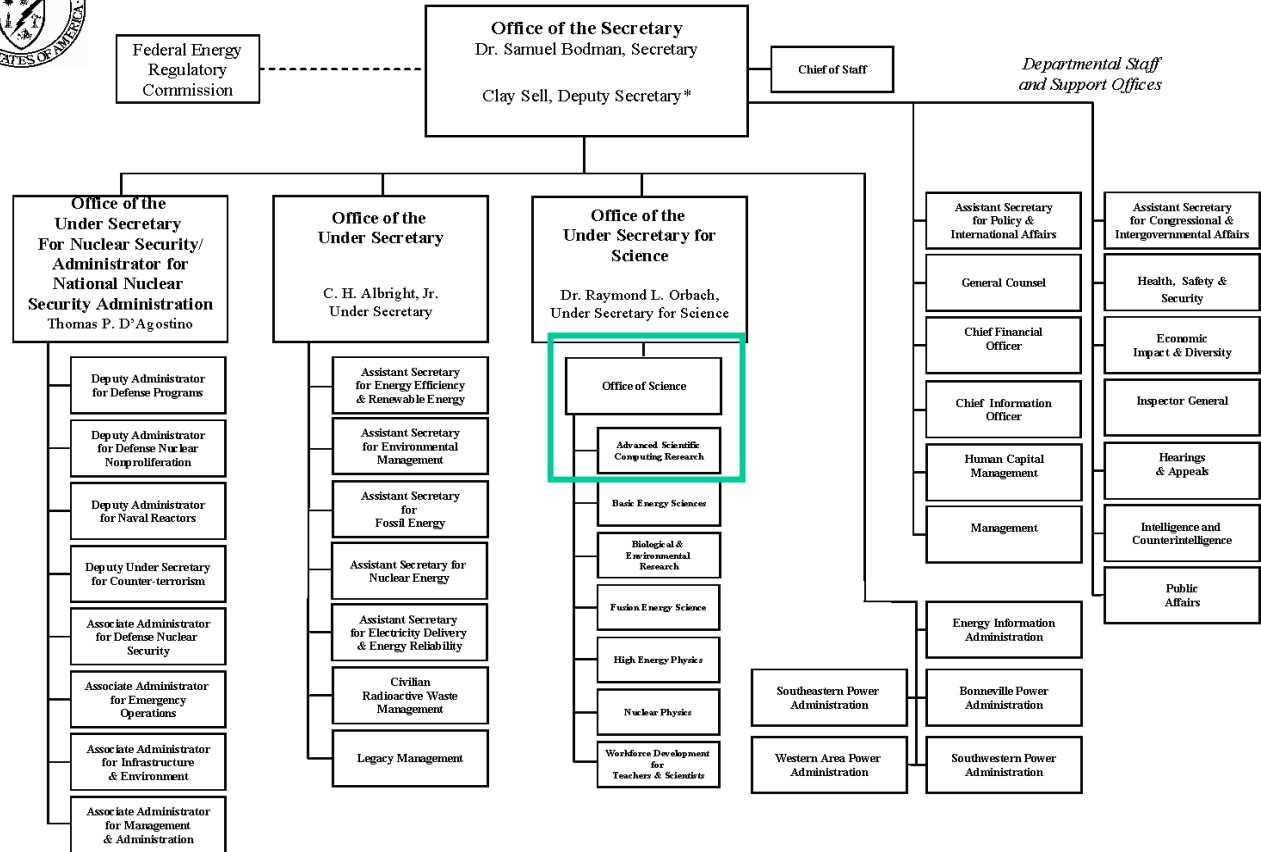 TATES OF AMERICA
Federal Energy
Regulatory
Commission
Office of the Secretary
Dr. Samuel Bodman, Secretary
Clay Sell, Deputy Secretary*
Chief of Staff
Departmental Staff
and Support Offices
Office of the
Under Secretary
For Nuclear Security/
Administrator for
National Nuclear
Security Administration
Thomas P. D'Agostino
Deputy Administrator
for Defense Programs
Deputy Administrator
for Defense Nuclear
Nonproliferation
Deputy Administrator
for Naval Reactors
Deputy Under Secretary
for Counter-terrorism
Associate Administrator
for Defense Nuclear
Security
Associate Administrator
for Emergency
Operations
Associate Administrator
for Infrastructure
& Environment
Associate Administrator
for Management
& Administration
Office of the
Under Secretary
C. H. Albright, Jr.
Under Secretary
Assistant Secretary
for Energy Efficiency
& Renewable Energy
Assistant Secretary
for Environmental
Management
Assistant Secretary
for
Fossil Energy
Assistant Secretary for
Nuclear Energy
Assistant Secretary
for Electricity Delivery
& Energy Reliability
Civilian
Radioactive Waste
Management
Legacy Management
Office of the
Under Secretary for
Science
Dr. Raymond L. Orbach,
Under Secretary for Science
Office of Science
Advanced Scientific
Computing Research
Basic Energy Sciences
Biological &
Environmental
Research
Fusion Energy Science
High Energy Physics
Nuclear Physics
Workforce Development
for
Teachers & Scientists
Assistant Secretary
for Policy &
International Affairs
General Counsel
Chief Financial
Officer
Chief Information
Officer
Human Capital
Management
Management
Assistant Secretary
for Congressional &
Intergovernmental Affairs
Health, Safety &
Security
Economic
Impact & Diversity
Inspector General
Hearings
& Appeals
Intelligence and
Counterintelligence
Public
Affairs
Energy Information
Administration
Southeastern Power
Administration
Bonneville Power
Administration
Western Area Power
Administration
Southwestern Power
Administration